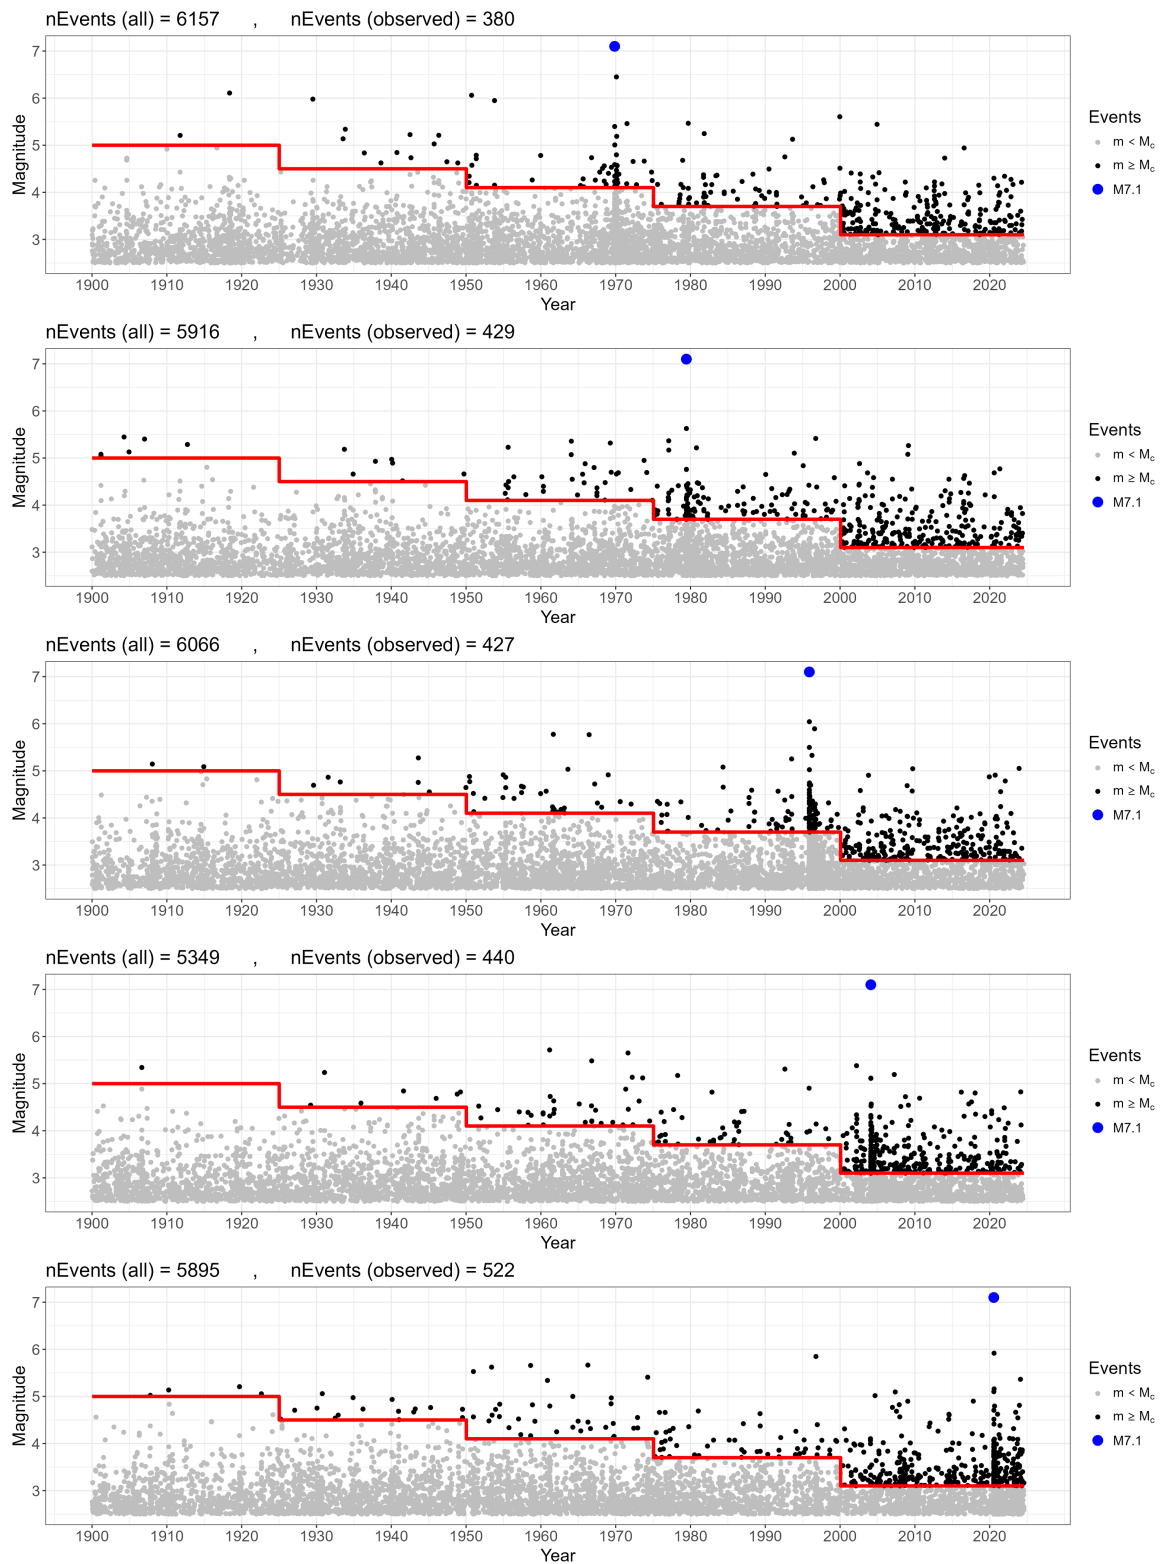 nEvents (all) = 6157 , nEvents (observed) = 380
7
6
5
4
3
Magnitude
1900 1910 1920 1930 1940 1950 1960 1970 1980 1990 2000 2010 2020
Year
Events
m < Mc
m ≥ Mc
M7.1
nEvents (all) = 5916 , nEvents (observed) = 429
7
6
5
4
3
Magnitude
1900 1910 1920 1930 1940 1950 1960 1970 1980 1990 2000 2010 2020
Year
Events
m < Mc
m ≥ Mc
M7.1
nEvents (all) = 6066 , nEvents (observed) = 427
7
6
5
4
3
Magnitude
1900 1910 1920 1930 1940 1950 1960 1970 1980 1990 2000 2010 2020
Year
Events
m < Mc
m ≥ Mc
M7.1
nEvents (all) = 5349 , nEvents (observed) = 440
7
6
5
4
3
Magnitude
1900 1910 1920 1930 1940 1950 1960 1970 1980 1990 2000 2010 2020
Year
Events
m < Mc
m ≥ Mc
M7.1
nEvents (all) = 5895 , nEvents (observed) = 522
7
6
5
4
3
Magnitude
1900 1910 1920 1930 1940 1950 1960 1970 1980 1990 2000 2010 2020
Year
Events
m < Mc
m ≥ Mc
M7.1